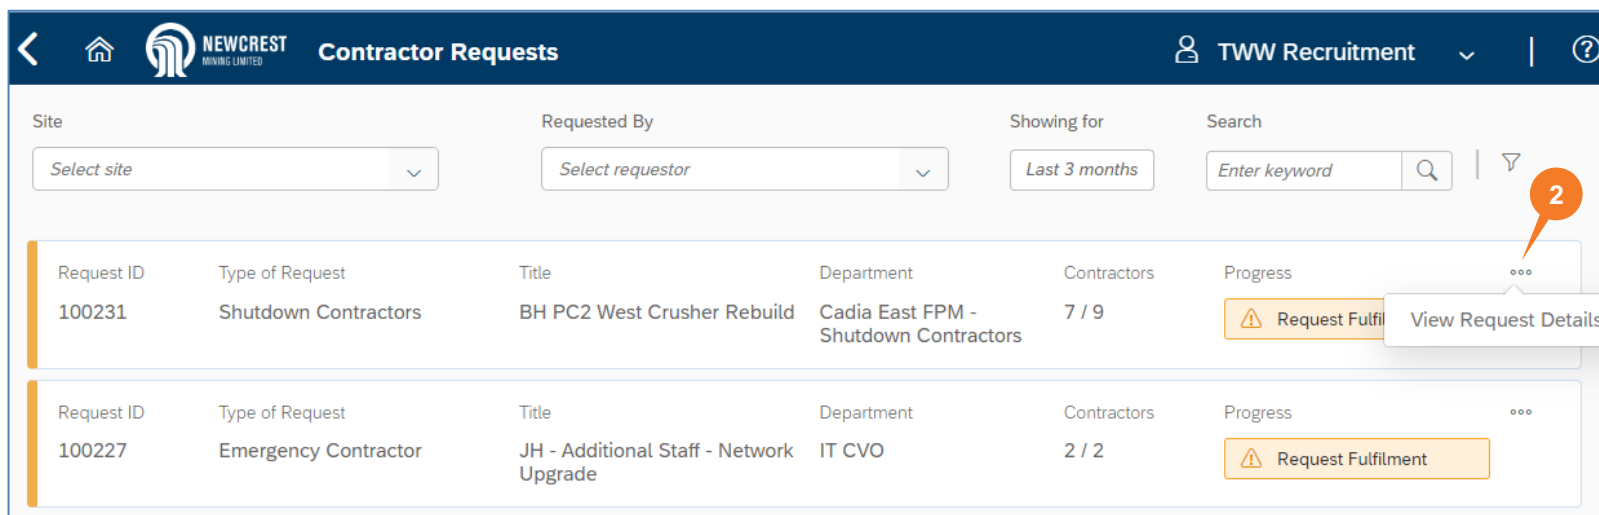 NEWCREST
MINING LIMITED
Contractor Requests
TWW Recruitment
?
Site
Requested By
Showing for
Search
Select site
Select requestor
Last 3 months
Enter keyword
2
Request ID
Type of Request
Title
Department
Contractors
Progress
100231
Shutdown Contractors
BH PC2 West Crusher Rebuild
Cadia East FPM -
Shutdown Contractors
7 / 9
Request Fulfil
View Request Details
Request ID
Type of Request
Title
Department
Contractors
Progress
100227
Emergency Contractor
JH - Additional Staff - Network
Upgrade
IT CVO
2 / 2
Request Fulfilment